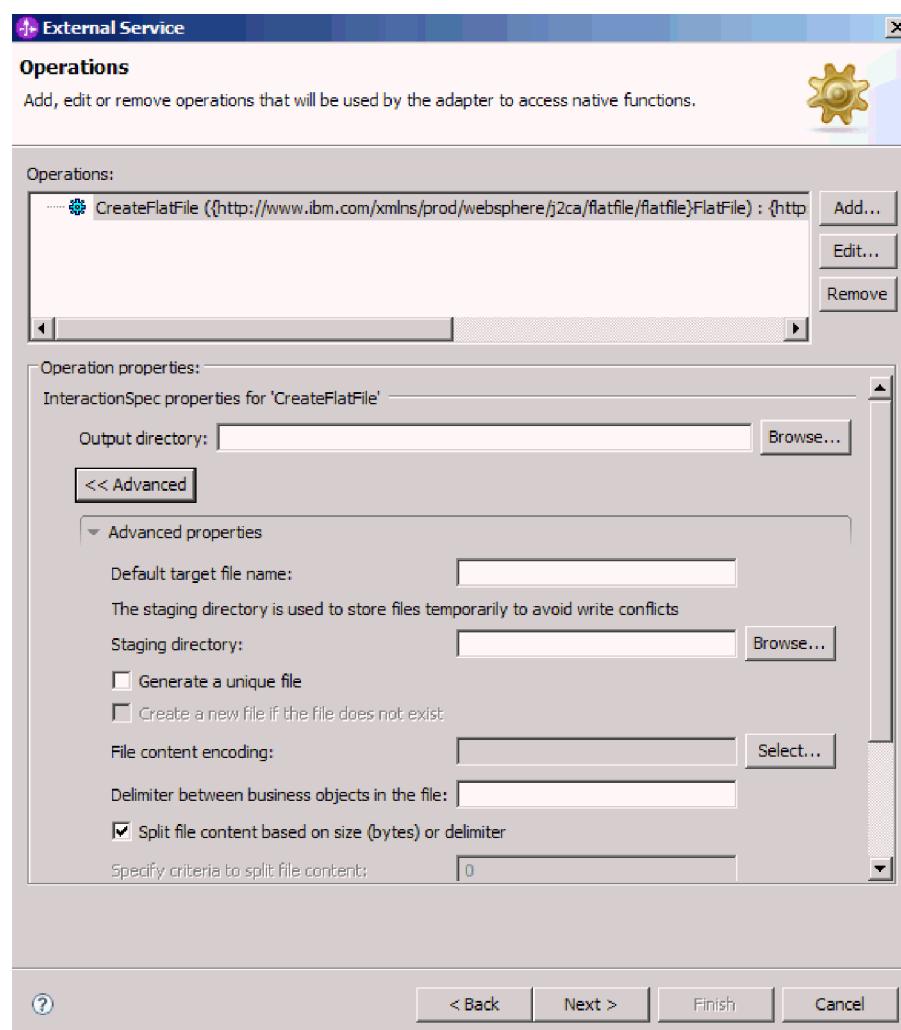 External Service
Operations
Add, edit or remove operations that will be used by the adapter to access native functions.
Operations:
CreateFlatFile ({http://www.ibm.com/xmlns/prod/websphere/j2ca/flatfile/flatfile}FlatFile) : {http
Add...
Edit...
Remove
Operation properties:
InteractionSpec properties for 'CreateFlatFile'
Output directory:
Browse...
<< Advanced
Advanced properties
Default target file name:
The staging directory is used to store files temporarily to avoid write conflicts
Staging directory:
Browse...
Generate a unique file
Create a new file if the file does not exist
File content encoding:
Select...
Delimiter between business objects in the file:
Split file content based on size (bytes) or delimiter
Specify criteria to split file content:
0
?
< Back
Next >
Finish
Cancel